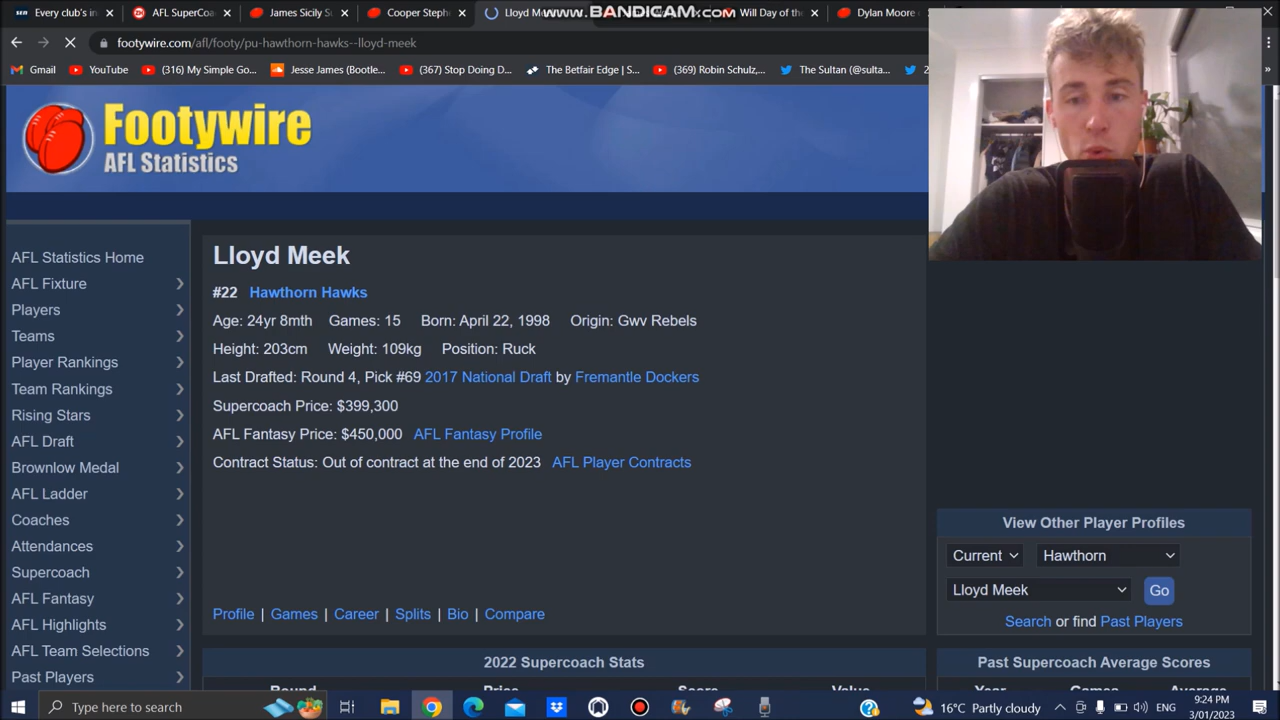 Every club's in
AFL SuperCoa
James Sicily S
Cooper Steph
Lloyd M
www.BANDICAM.com
Will Day of the
Dylan Moore
footywire.com/afl/footy/pu-hawthorn-hawks--lloyd-meek
Gmail
YouTube
(316) My Simple Go...
Jesse James (Bootle...
(367) Stop Doing D...
The Betfair Edge | S...
(369) Robin Schulz,...
The Sultan (@sulta...
2
»
Footywire
AFL Statistics
AFL Statistics Home
AFL Fixture
Players
Teams
Player Rankings
Team Rankings
Rising Stars
AFL Draft
Brownlow Medal
AFL Ladder
Coaches
Attendances
Supercoach
AFL Fantasy
AFL Highlights
AFL Team Selections
Past Players
Lloyd Meek
#22 Hawthorn Hawks
Age: 24yr 8mth Games: 15 Born: April 22, 1998 Origin: Gwv Rebels
Height: 203cm Weight: 109kg Position: Ruck
Last Drafted: Round 4, Pick #69 2017 National Draft by Fremantle Dockers
Supercoach Price: $399,300
AFL Fantasy Price: $450,000 AFL Fantasy Profile
Contract Status: Out of contract at the end of 2023 AFL Player Contracts
Profile | Games | Career | Splits | Bio | Compare
2022 Supercoach Stats
Round Price Score Value
View Other Player Profiles
Current
Hawthorn
Lloyd Meek
Go
Search or find Past Players
Past Supercoach Average Scores
Year Games Average
Type here to search
16°C Partly cloudy
ENG
9:24 PM
3/01/2023